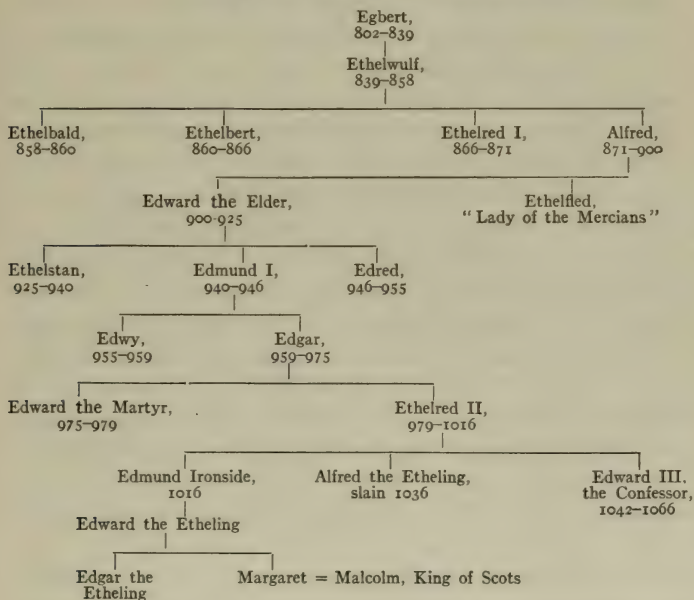 Egbert,
802–839
Ethelwulf,
839–858
Ethelbald,
858–860
Ethelbert,
860–866
Ethelred I,
866–871
Alfred,
871–900
Edward the Elder,
900-925
Ethelfled,
"Lady of the Mercians"
Ethelstan,
925–940
Edmund I,
940–946
Edred,
946–955
Edwy,
955–959
Edgar,
959–975
Edward the Martyr,
975–979
Ethelred II,
979–1016
Edmund Ironside,
1016
Alfred the Etheling,
slain 1036
Edward III.
the Confessor,
1042–1066
Edward the Etheling
Edgar the
Etheling
Margaret = Malcolm, King of Scots